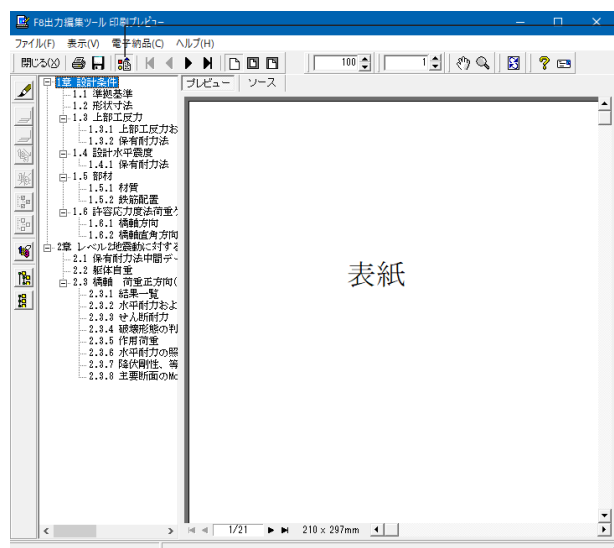 F8出力編集ツール 印刷プレビュー
ファイル(F) 表示(V) 電子納品(C) ヘルプ(H)
閉じる(X) 100 1
プレビュー ソース
1章 設計条件
1.1 準拠基準
1.2 形状寸法
1.3 上部工反力
1.3.1 上部工反力お
1.3.2 保有耐力法
1.4 設計水平震度
1.4.1 保有耐力法
1.5 部材
1.5.1 材質
1.5.2 鉄筋配置
1.6 許容応力度法荷重ケ
1.6.1 橋軸方向
1.6.2 橋軸直角方向
2章 レベル2地震動に対する
2.1 保有耐力法中間デー
2.2 躯体自重
2.3 橋軸 荷重正方向(
2.3.1 結果一覧
2.3.2 水平耐力およ
2.3.3 せん断耐力
2.3.4 破壊形態の判
2.3.5 作用荷重
2.3.6 水平耐力の照
2.3.7 降伏剛性、等
2.3.8 主要断面のMc
表紙
1/21 210 x 297mm